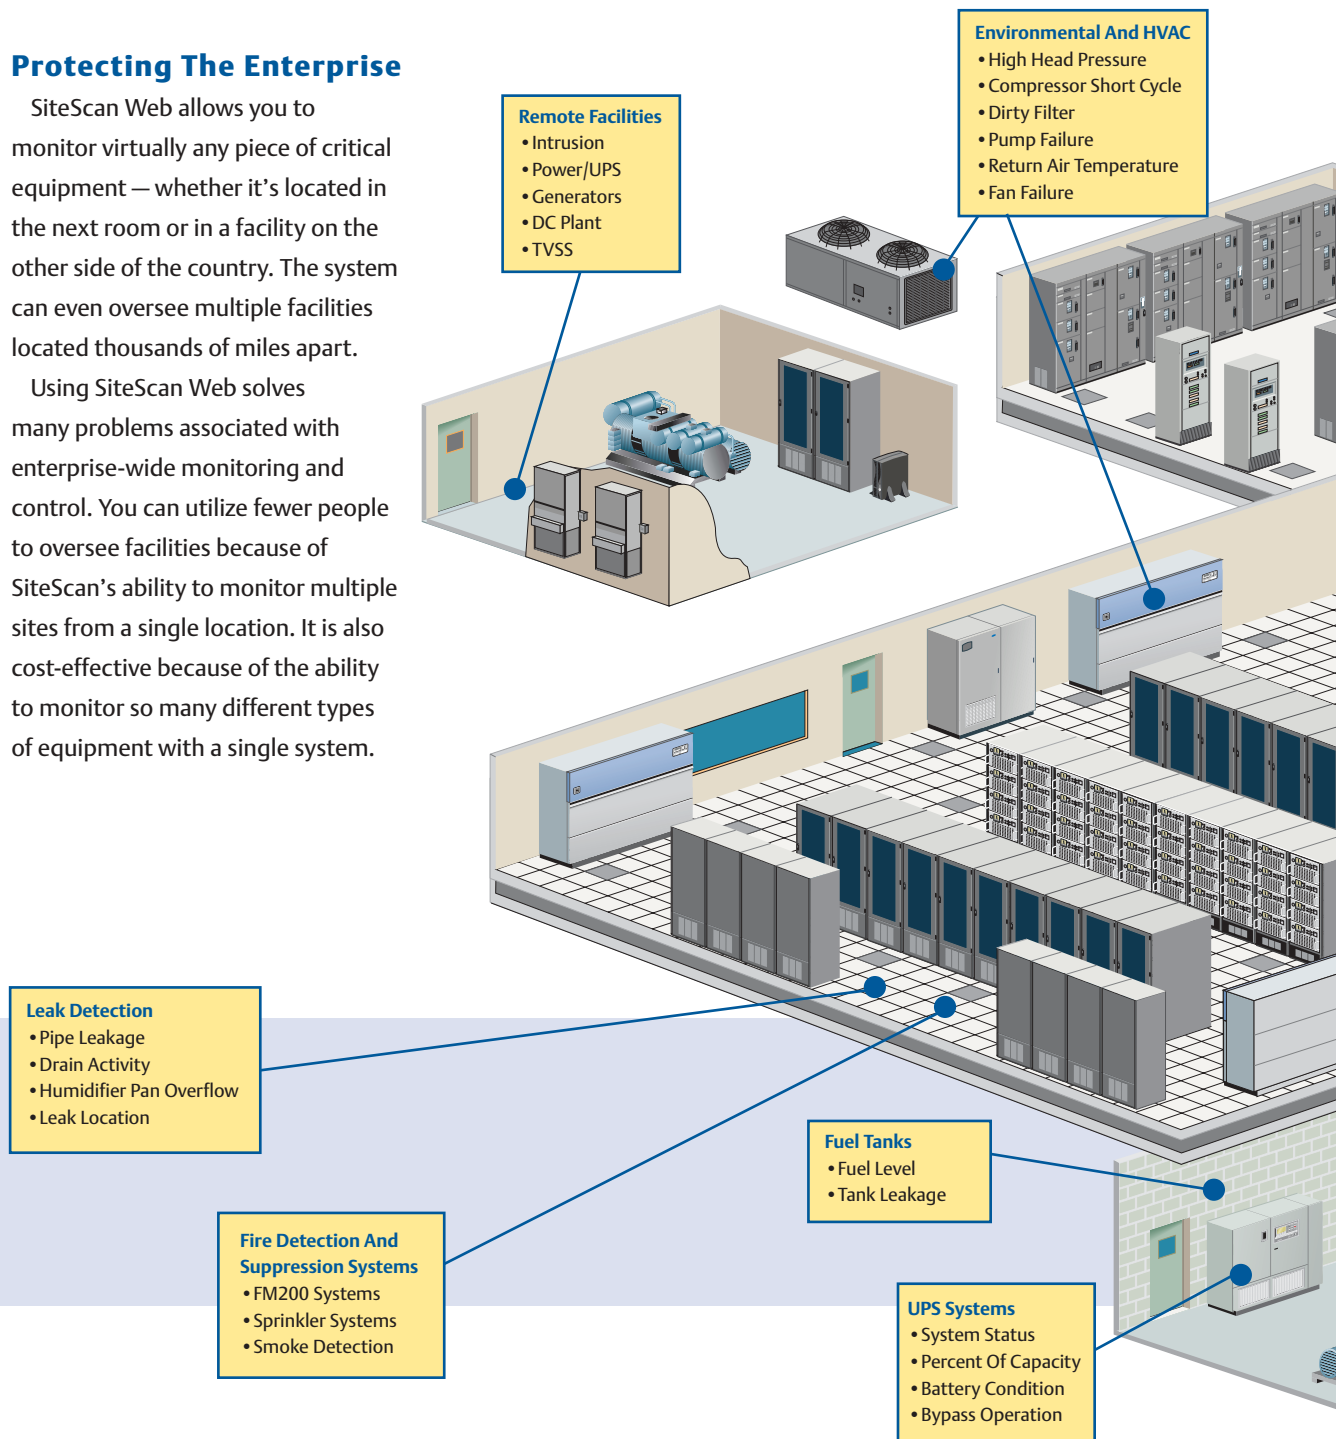 Protecting The Enterprise
SiteScan Web allows you to
monitor virtually any piece of critical
equipment — whether it's located in
the next room or in a facility on the
other side of the country. The system
can even oversee multiple facilities
located thousands of miles apart.
Using SiteScan Web solves
many problems associated with
enterprise-wide monitoring and
control. You can utilize fewer people
to oversee facilities because of
SiteScan's ability to monitor multiple
sites from a single location. It is also
cost-effective because of the ability
to monitor so many different types
of equipment with a single system.
Remote Facilities
• Intrusion
• Power/UPS
• Generators
• DC Plant
• TVSS
Environmental And HVAC
• High Head Pressure
• Compressor Short Cycle
• Dirty Filter
• Pump Failure
• Return Air Temperature
• Fan Failure
Leak Detection
• Pipe Leakage
• Drain Activity
• Humidifier Pan Overflow
• Leak Location
Fire Detection And
Suppression Systems
• FM200 Systems
• Sprinkler Systems
• Smoke Detection
Fuel Tanks
• Fuel Level
• Tank Leakage
UPS Systems
• System Status
• Percent Of Capacity
• Battery Condition
• Bypass Operation